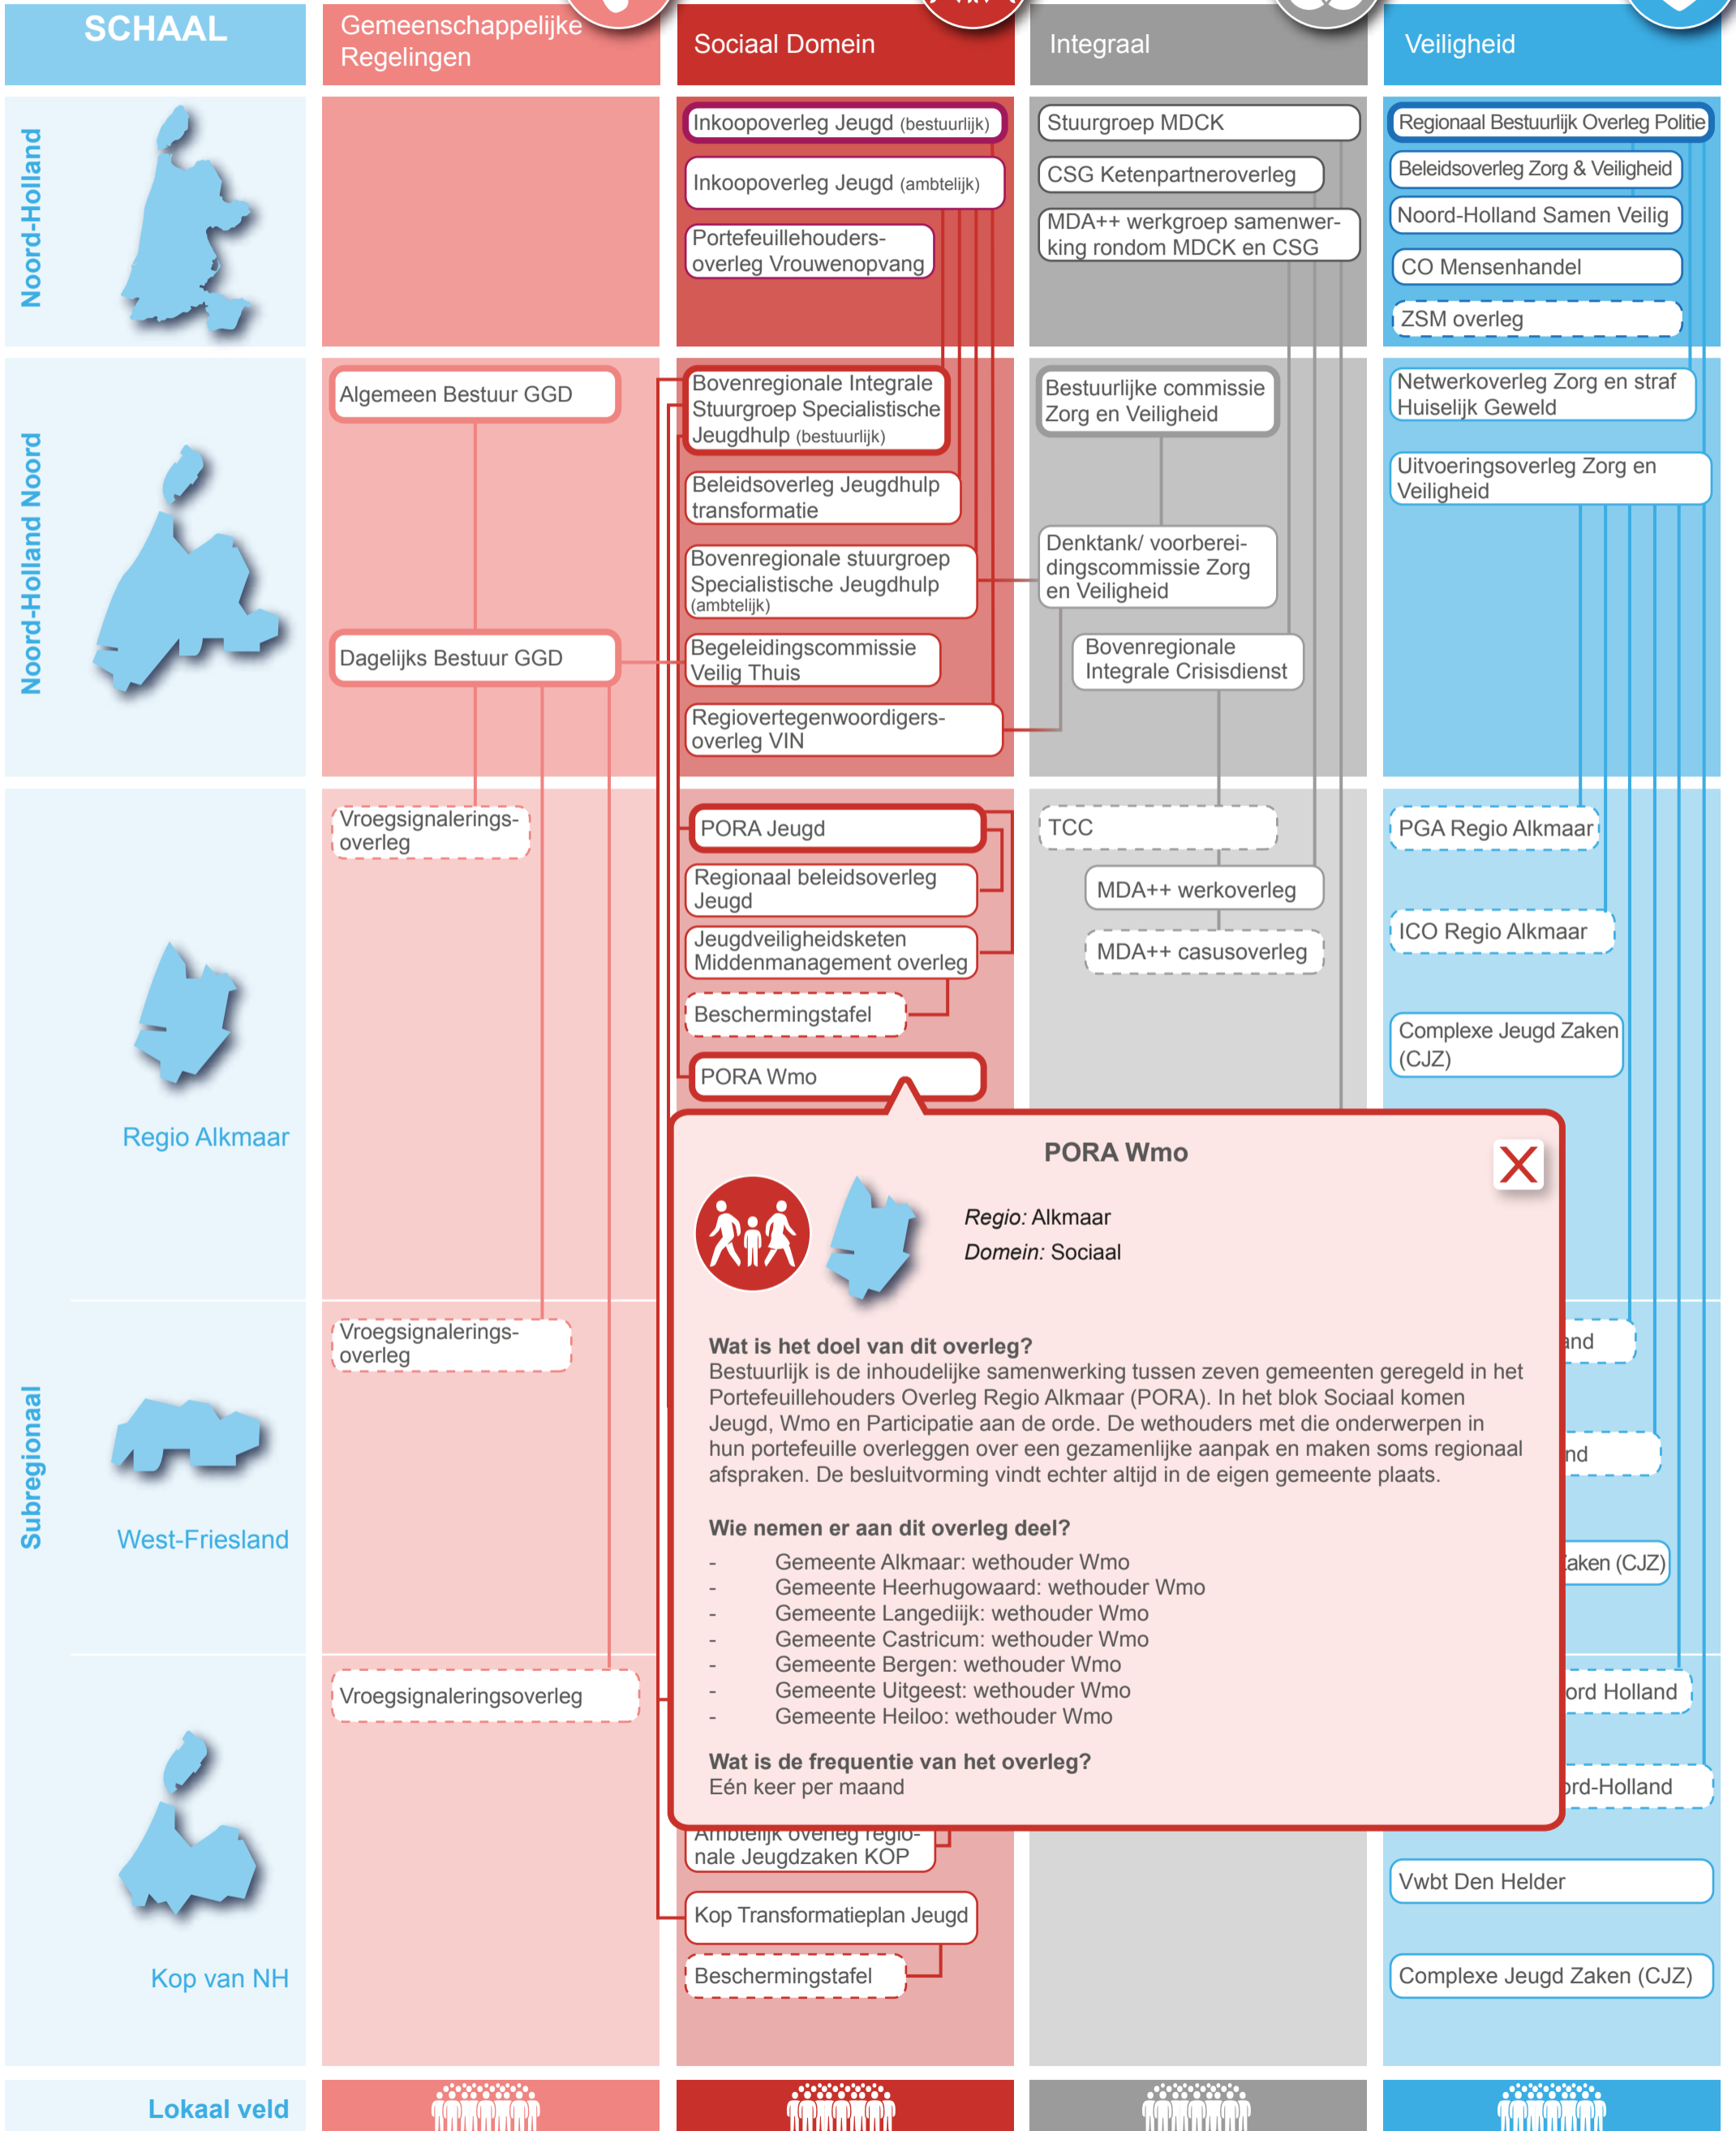 SCHAAL
Gemeenschappelijke
Regelingen
Sociaal Domein
Integraal
Veiligheid
Noord-Holland
Inkoopoverleg Jeugd (bestuurlijk)
Inkoopoverleg Jeugd (ambtelijk)
Portefeuillehouders-
overleg Vrouwenopvang
Stuurgroep MDCK
CSG Ketenpartneroverleg
MDA++ werkgroep samenwer-
king rondom MDCK en CSG
Regionaal Bestuurlijk Overleg Politie
Beleidsoverleg Zorg & Veiligheid
Noord-Holland Samen Veilig
CO Mensenhandel
ZSM overleg
Noord-Holland Noord
Algemeen Bestuur GGD
Dagelijks Bestuur GGD
Bovenregionale Integrale
Stuurgroep Specialistische
Jeugdhulp (bestuurlijk)
Beleidsoverleg Jeugdhulp
transformatie
Bovenregionale stuurgroep
Specialistische Jeugdhulp
(ambtelijk)
Begeleidingscommissie
Veilig Thuis
Regiovertegenwoordigers-
overleg VIN
Bestuurlijke commissie
Zorg en Veiligheid
Denktank/ voorberei-
dingscommissie Zorg
en Veiligheid
Bovenregionale
Integrale Crisisdienst
Netwerkoverleg Zorg en straf
Huiselijk Geweld
Uitvoeringsoverleg Zorg en
Veiligheid
Subregionaal
Regio Alkmaar
Vroegsignalerings-
overleg
PORA Jeugd
Regionaal beleidsoverleg
Jeugd
Jeugdveiligheidsketen
Middenmanagement overleg
Beschermingstafel
PORA Wmo
TCC
MDA++ werkoverleg
MDA++ casusoverleg
PGA Regio Alkmaar
ICO Regio Alkmaar
Complexe Jeugd Zaken
(CJZ)
PORA Wmo
X
Regio: Alkmaar
Domein: Sociaal
Wat is het doel van dit overleg?
Bestuurlijk is de inhoudelijke samenwerking tussen zeven gemeenten geregeld in het
Portefeuillehouders Overleg Regio Alkmaar (PORA). In het blok Sociaal komen
Jeugd, Wmo en Participatie aan de orde. De wethouders met die onderwerpen in
hun portefeuille overleggen over een gezamenlijke aanpak en maken soms regionaal
afspraken. De besluitvorming vindt echter altijd in de eigen gemeente plaats.
Wie nemen er aan dit overleg deel?
- Gemeente Alkmaar: wethouder Wmo
- Gemeente Heerhugowaard: wethouder Wmo
- Gemeente Langediijk: wethouder Wmo
- Gemeente Castricum: wethouder Wmo
- Gemeente Bergen: wethouder Wmo
- Gemeente Uitgeest: wethouder Wmo
- Gemeente Heiloo: wethouder Wmo
Wat is de frequentie van het overleg?
Eén keer per maand
West-Friesland
Vroegsignalerings-
overleg
(CJZ)
Kop van NH
Vroegsignaleringsoverleg
Holland
Ambtelijk overleg regio-
nale Jeugdzaken KOP
Kop Transformatieplan Jeugd
Beschermingstafel
Holland
Vwbt Den Helder
Complexe Jeugd Zaken (CJZ)
Lokaal veld